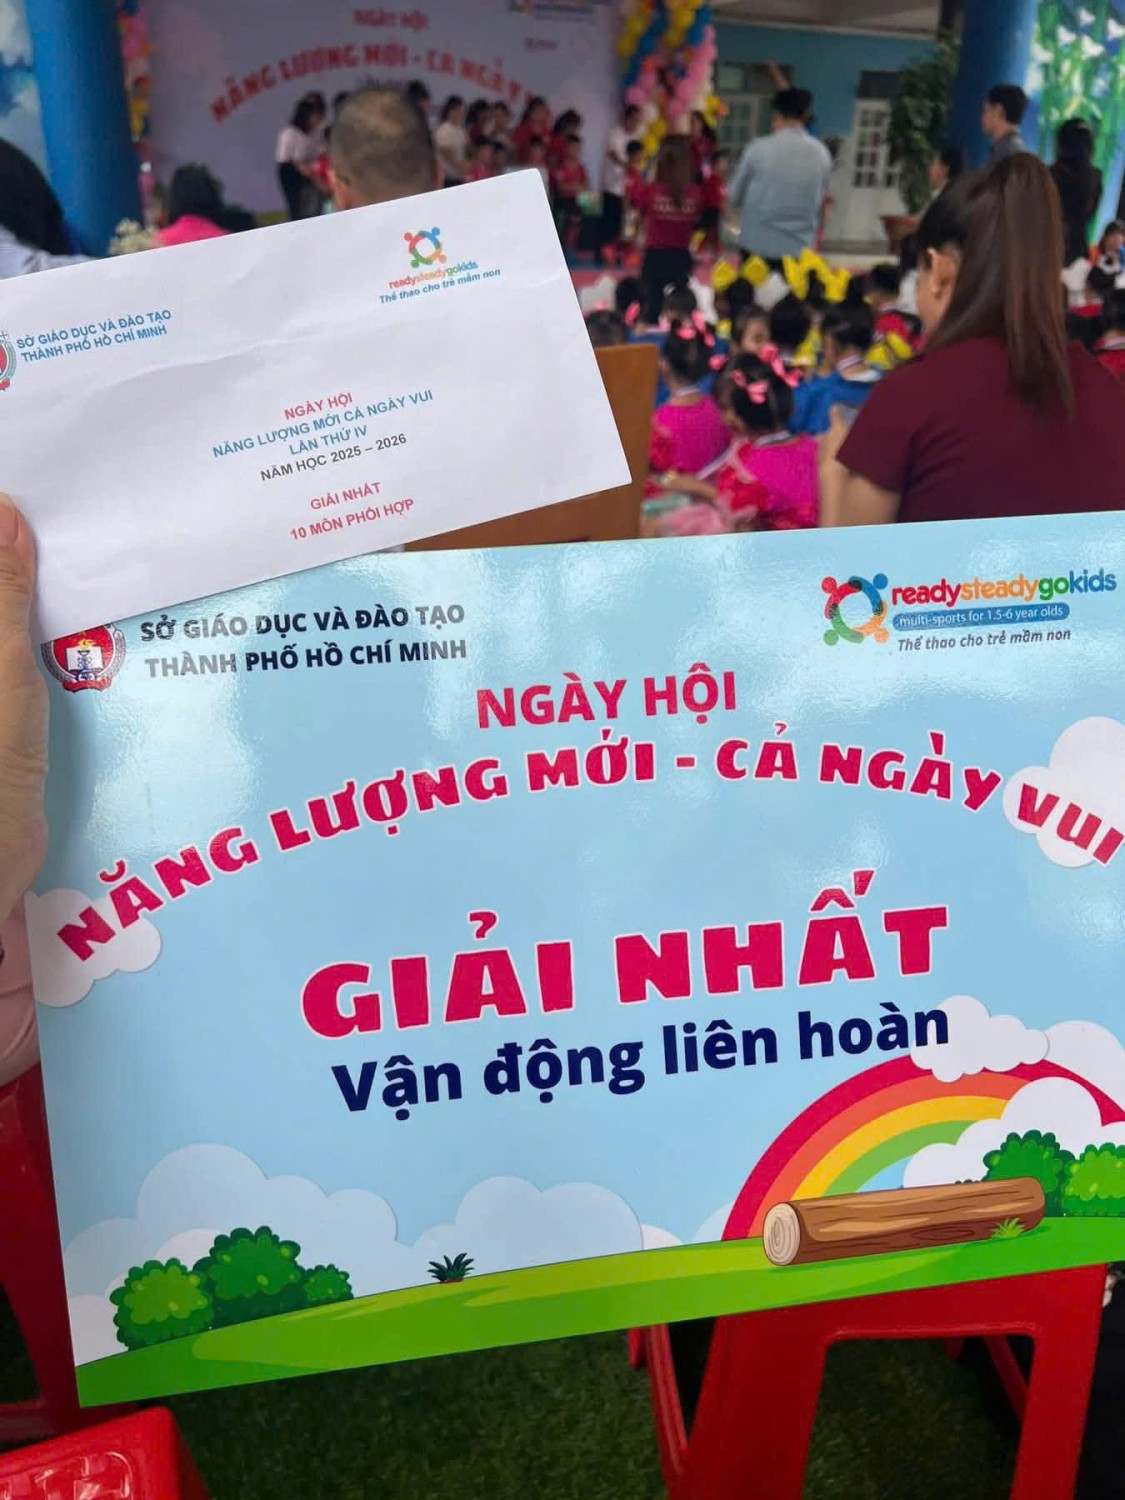 NGÀY HỘI
NĂNG LƯỢNG MỚI - CẢ NGÀY
readysteadygokids
Thể thao cho trẻ mầm non
SỞ GIÁO DỤC VÀ ĐÀO TẠO
THÀNH PHỐ HỒ CHÍ MINH
NGÀY HỘI
NĂNG LƯỢNG MỚI CẢ NGÀY VUI
LẦN THỨ IV
NĂM HỌC 2025 – 2026
GIẢI NHẤT
10 MÔN PHỐI HỢP
SỞ GIÁO DỤC VÀ ĐÀO TẠO
THÀNH PHỐ HỒ CHÍ MINH
readysteadygokids
multi-sports for 1.5-6 year olds
Thể thao cho trẻ mầm non
NGÀY HỘI
NĂNG LƯỢNG MỚI - CẢ NGÀY VUI
GIẢI NHẤT
Vận động liên hoàn